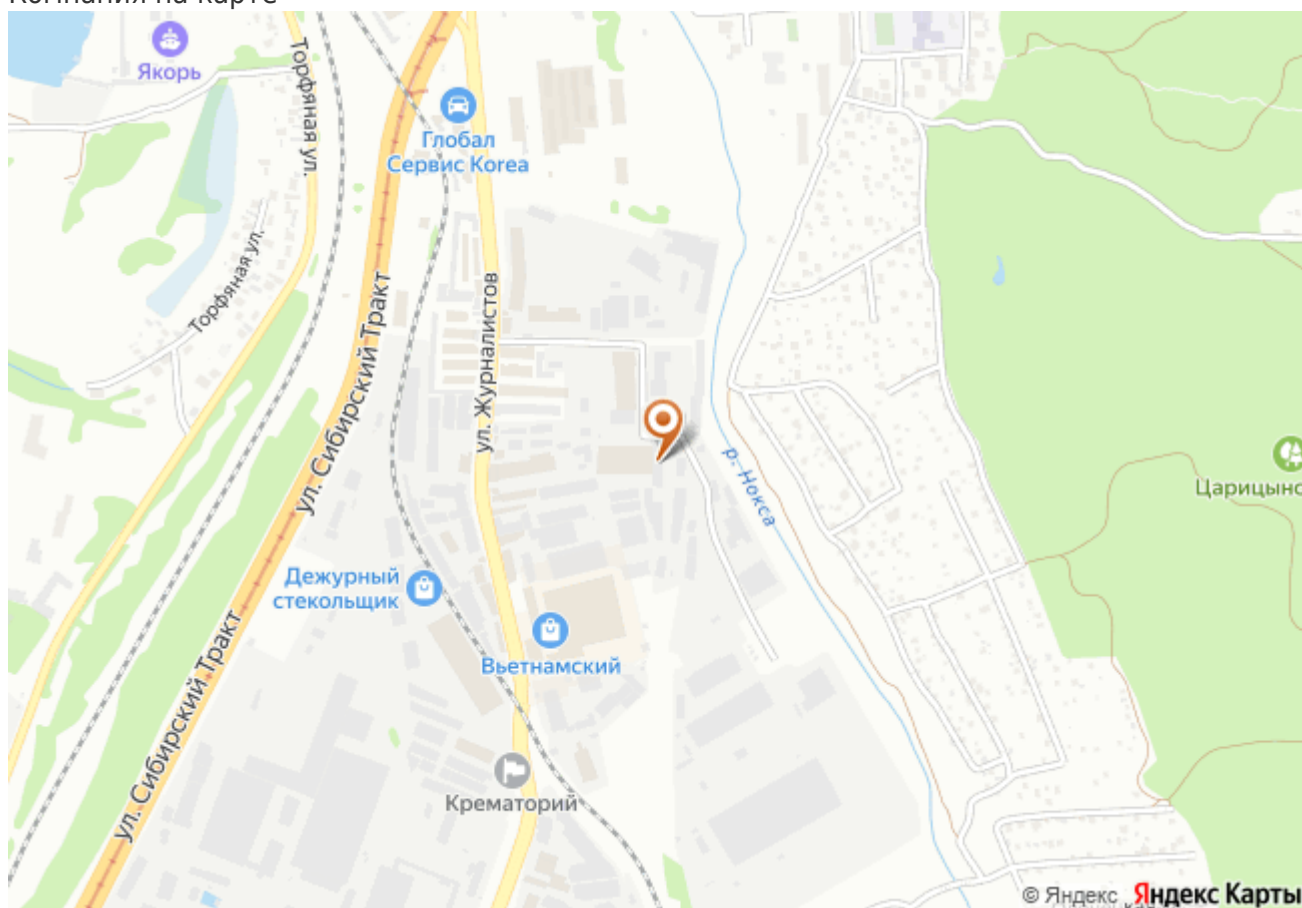 Компания на карте
Якорь
Торфяная ул.
Глобал
Сервис Korea
Торфяная ул.
ул. Сибирский Тракт
ул. Журналистов
р. Нокса
Царицынс
Дежурный
стекольщик
Вьетнамский
ул. Сибирский Тракт
Крематорий
© Яндекс Яндекс Карты